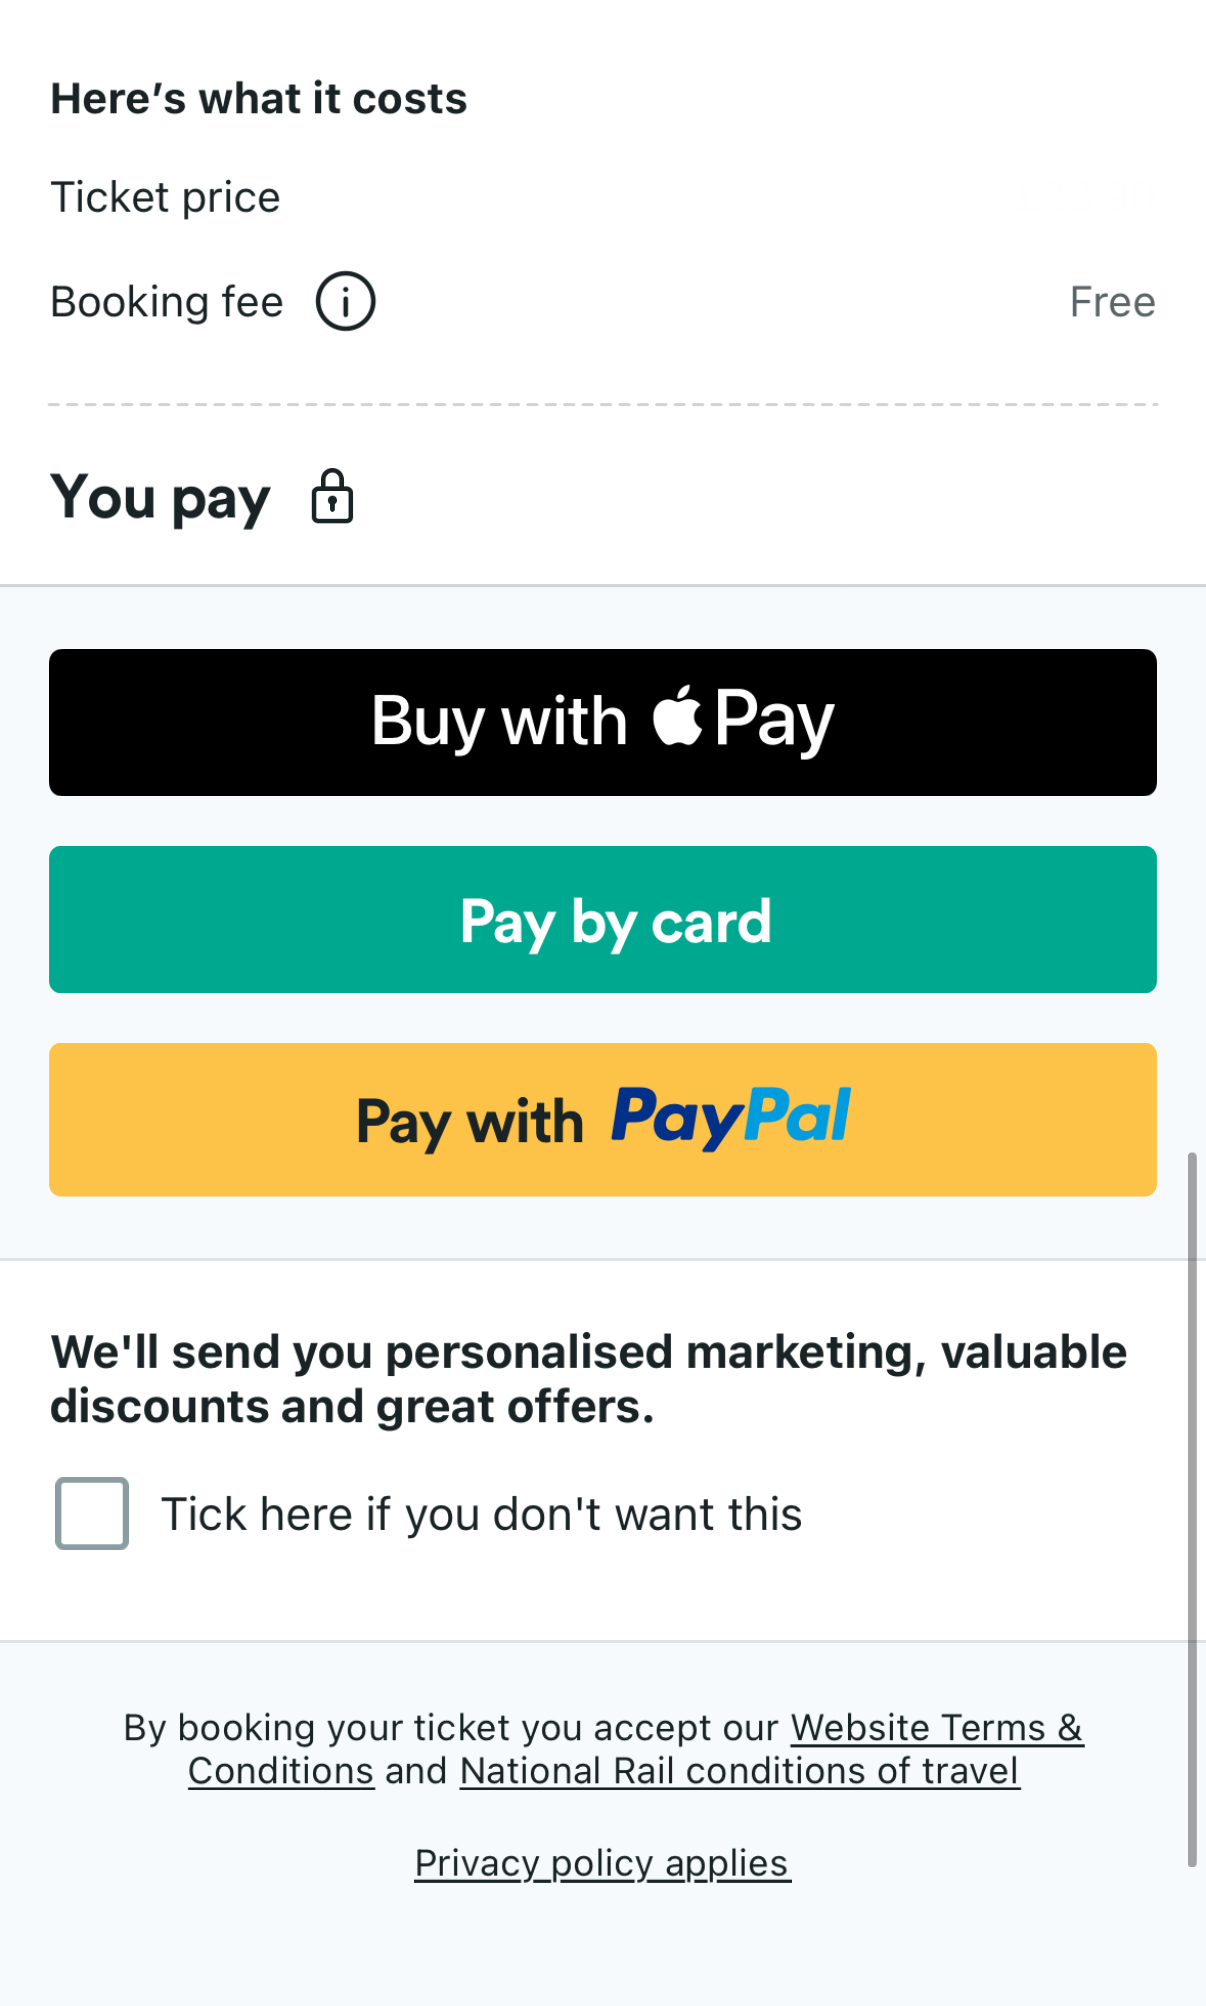 Here’s what it costs
Ticket price
Booking fee Free
You pay
Buy with Pay
Pay by card
Pay with PayPal
We'll send you personalised marketing, valuable
discounts and great offers.
Tick here if you don't want this
By booking your ticket you accept our Website Terms &
Conditions and National Rail conditions of travel
Privacy policy applies